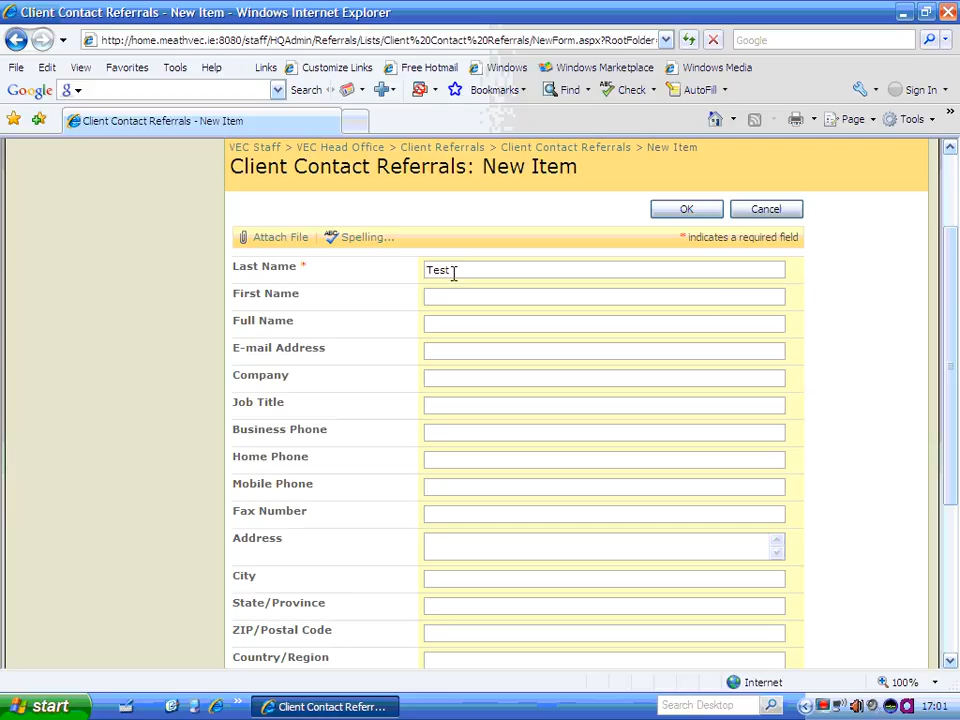 Client Contact Referrals - New Item - Windows Internet Explorer
http://home.meathvec.ie:8080/staff/HQAdmin/Referrals/Lists/Client%20Contact%20Referrals/NewForm.aspx?RootFolder=
Google
File Edit View Favorites Tools Help Links Customize Links Free Hotmail Windows Windows Marketplace Windows Media
Google Search Bookmarks Find Check AutoFill Sign In
Client Contact Referrals - New Item Page Tools
VEC Staff > VEC Head Office > Client Referrals > Client Contact Referrals > New Item
Client Contact Referrals: New Item
OK Cancel
Attach File Spelling... * indicates a required field
Last Name * Test
First Name
Full Name
E-mail Address
Company
Job Title
Business Phone
Home Phone
Mobile Phone
Fax Number
Address
City
State/Province
ZIP/Postal Code
Country/Region
Internet 100%
start Client Contact Referr... Search Desktop 17:01